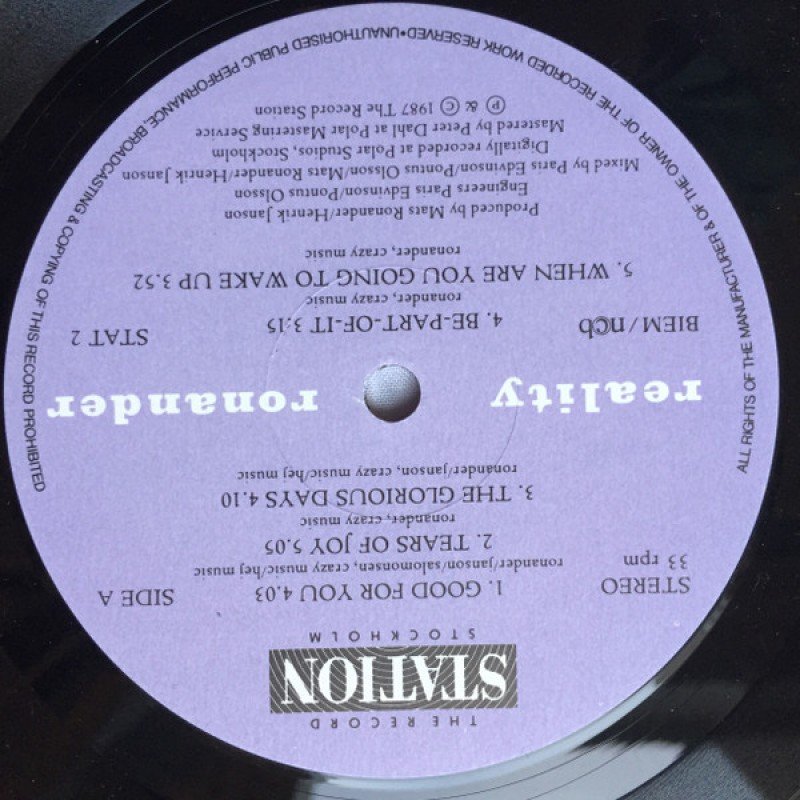 THE RECORD
STATION
STOCKHOLM
STEREO
33 rpm
SIDE A
1. GOOD FOR YOU 4.03
ronander/janson/salomonsen, crazy music/hej music
2. TEARS OF JOY 5.05
ronander, crazy music
3. THE GLORIOUS DAYS 4.10
ronander/janson, crazy music/hej music
reality ronander
BIEM/ncb
STAT 2
4. BE-PART-OF-IT 3:15
ronander, crazy music
5. WHEN ARE YOU GOING TO WAKE UP 3.52
ronander, crazy music
Produced by Mats Ronander/Henrik Janson
Engineers Paris Edvinson/Pontus Olsson
Mixed by Paris Edvinson/Pontus Olsson/Mats Ronander/Henrik Janson
Digitally recorded at Polar Studios, Stockholm
Mastered by Peter Dahl at Polar Mastering Service
℗ & © 1987 The Record Station
ALL RIGHTS OF THE MANUFACTURER & OF THE OWNER OF THE RECORDED WORK RESERVED•UNAUTHORISED PUBLIC PERFORMANCE, BROADCASTING & COPYING OF THIS RECORD PROHIBITED